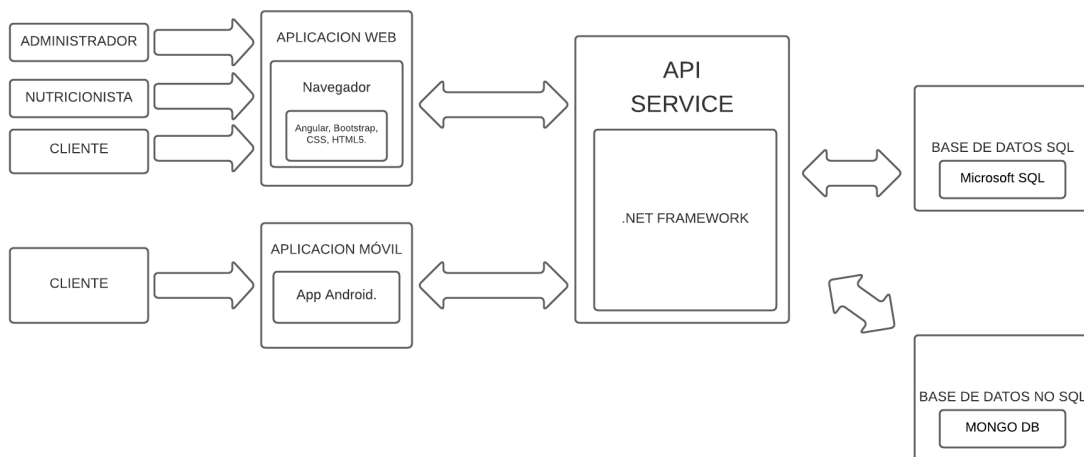 ADMINISTRADOR
NUTRICIONISTA
CLIENTE
CLIENTE
APLICACION WEB
Navegador
Angular, Bootstrap,
CSS, HTML5.
APLICACION MÓVIL
App Android.
API
SERVICE
.NET FRAMEWORK
BASE DE DATOS SQL
Microsoft SQL
BASE DE DATOS NO SQL
MONGO DB